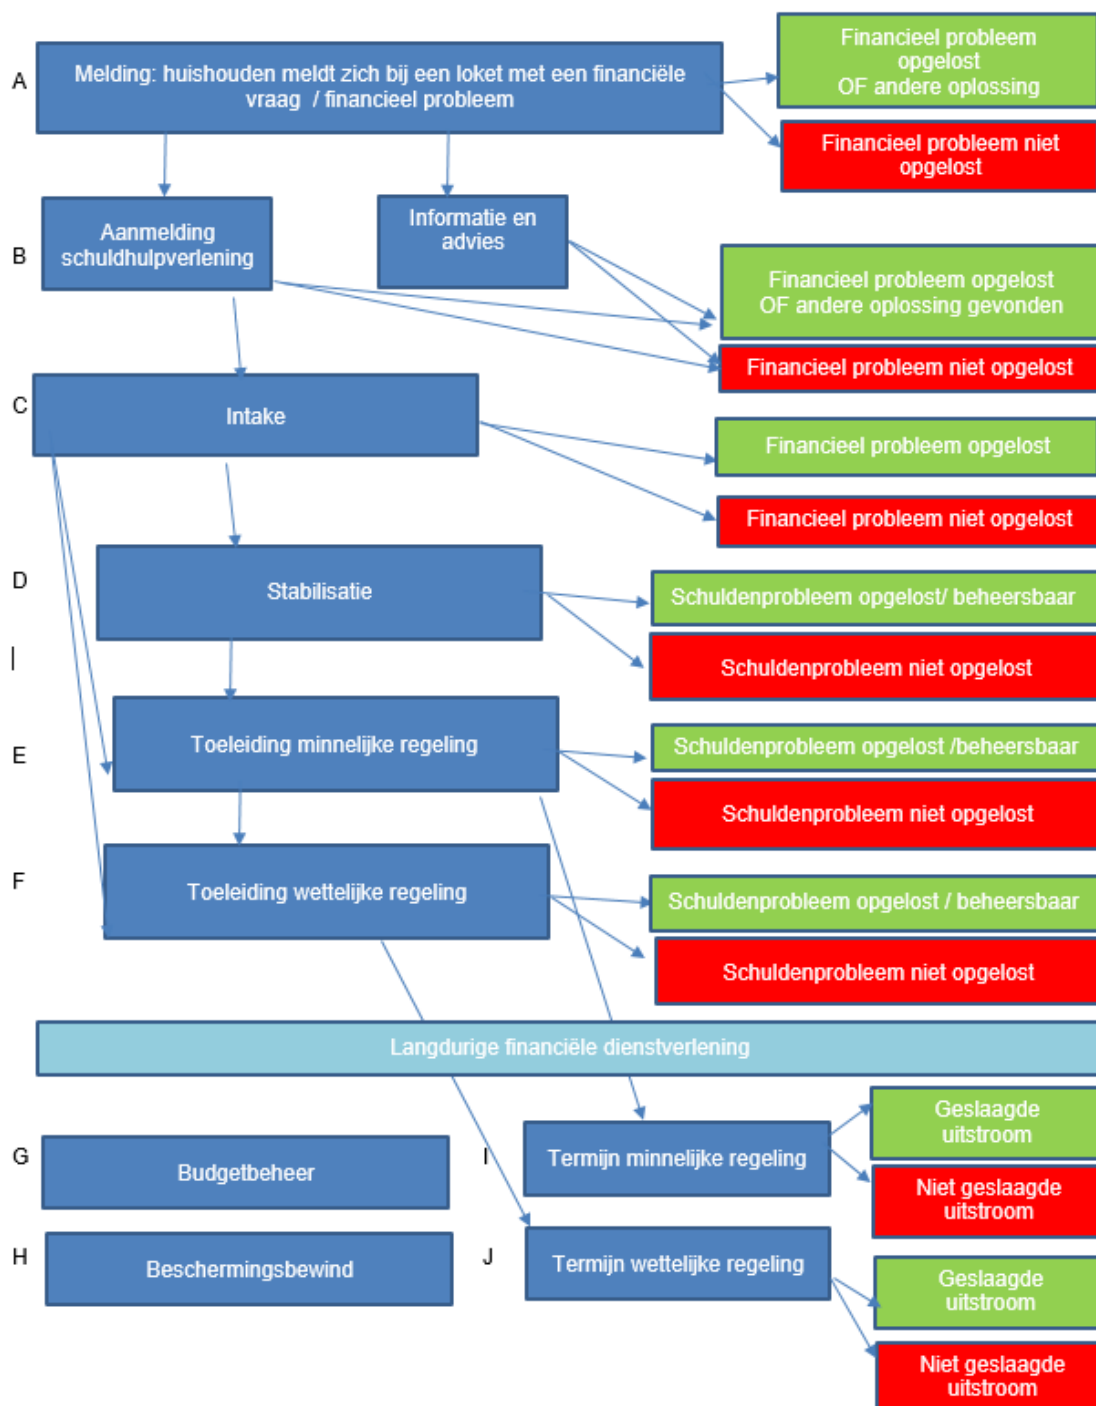 A
Melding: huishouden meldt zich bij een loket met een financiële
vraag / financieel probleem
Financieel probleem
opgelost
OF andere oplossing
Financieel probleem niet
opgelost
B
Aanmelding
schuldhulpverlening
Informatie en
advies
Financieel probleem opgelost
OF andere oplossing gevonden
Financieel probleem niet opgelost
C
Intake
Financieel probleem opgelost
Financieel probleem niet opgelost
D
Stabilisatie
Schuldenprobleem opgelost/ beheersbaar
Schuldenprobleem niet opgelost
E
Toeleiding minnelijke regeling
Schuldenprobleem opgelost /beheersbaar
Schuldenprobleem niet opgelost
F
Toeleiding wettelijke regeling
Schuldenprobleem opgelost / beheersbaar
Schuldenprobleem niet opgelost
Langdurige financiële dienstverlening
G
Budgetbeheer
I
Termijn minnelijke regeling
Geslaagde
uitstroom
Niet geslaagde
uitstroom
H
Beschermingsbewind
J
Termijn wettelijke regeling
Geslaagde
uitstroom
Niet geslaagde
uitstroom